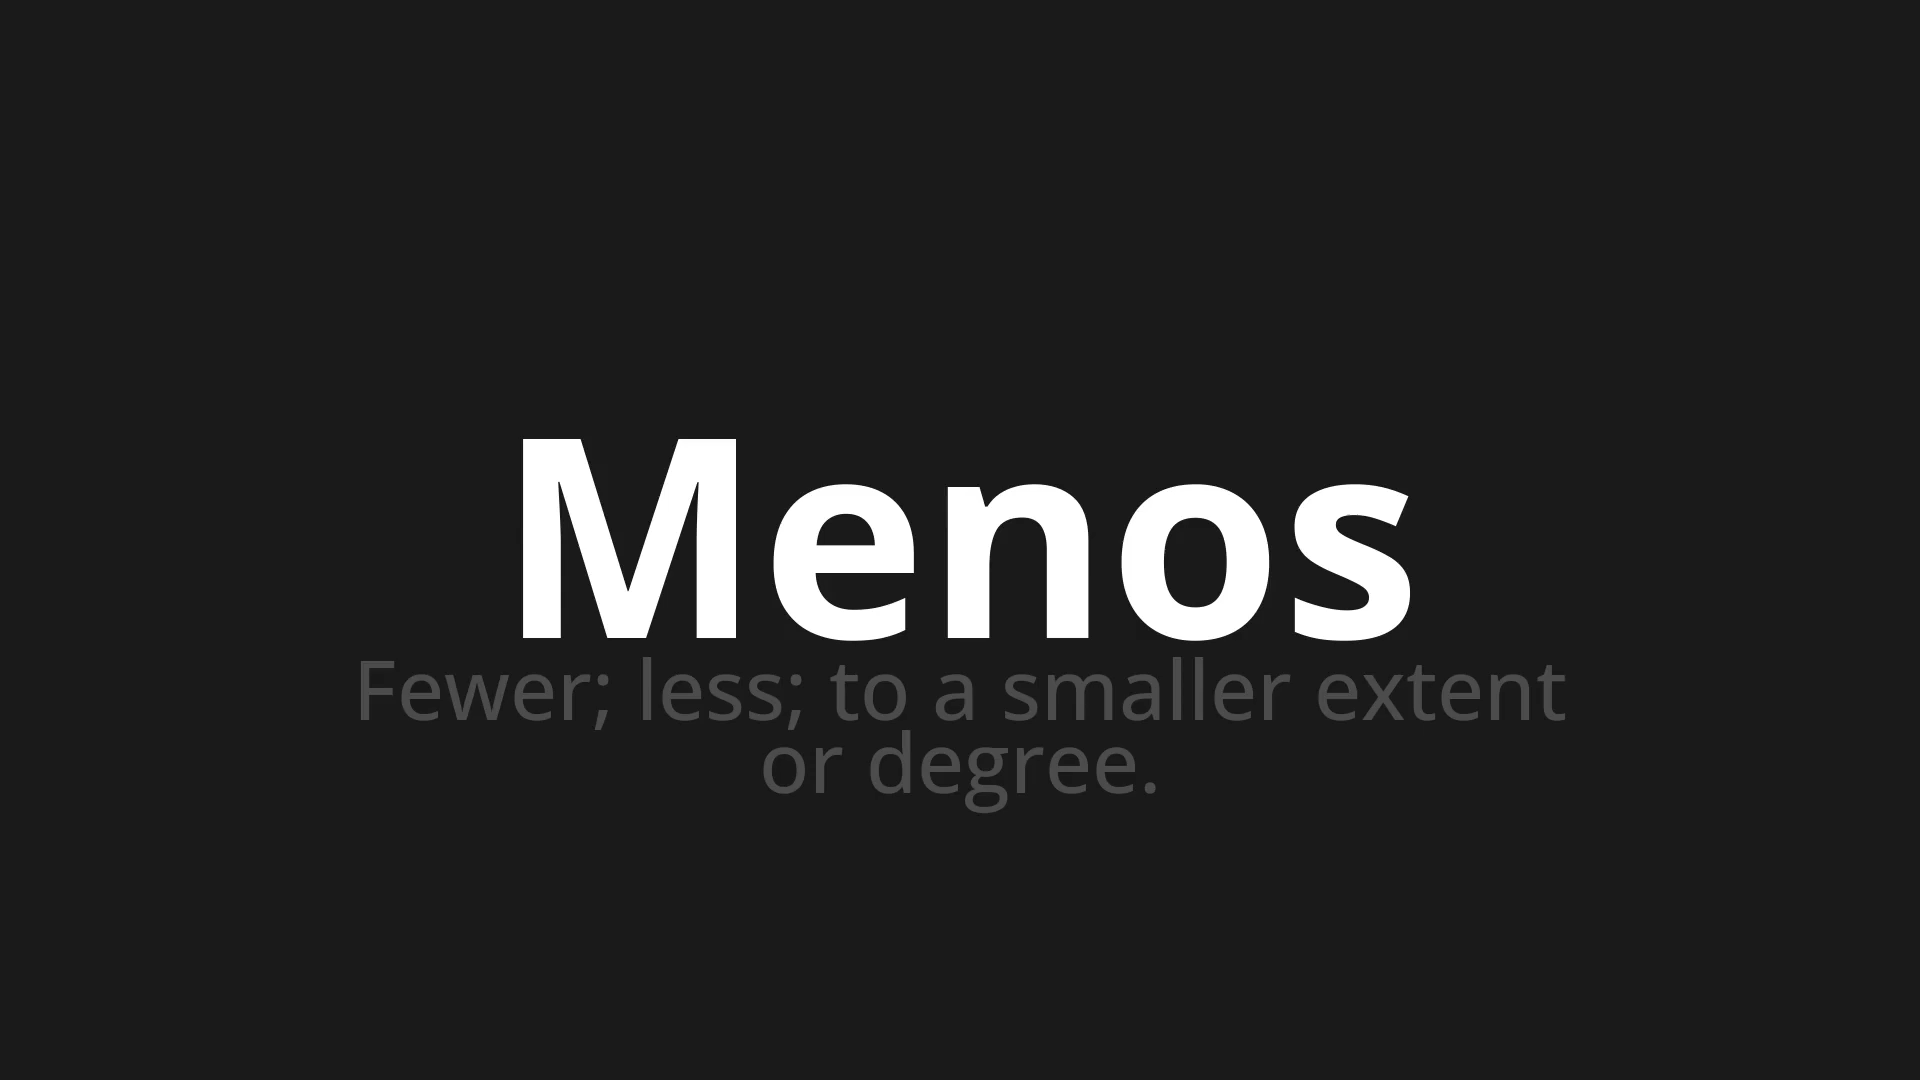 Menos
Fewer; less; to a smaller extent
or degree.